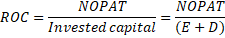 ROC = NOPAT / Invested capital = NOPAT / (E + D)